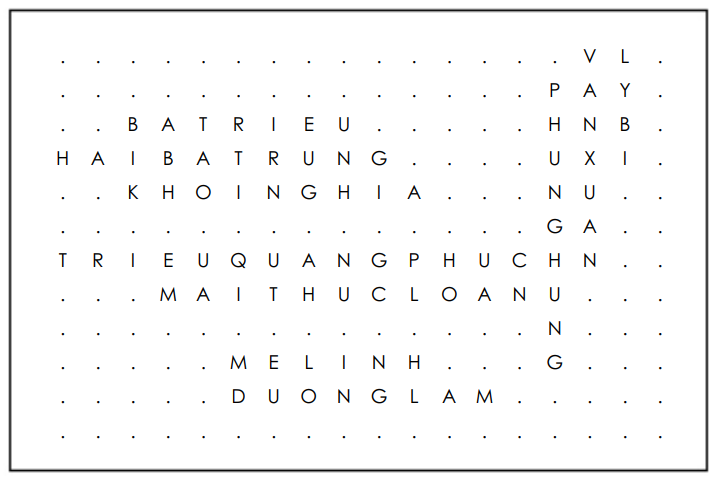 . . . . . . . . . . . . . . . V L .
. . . . . . . . . . . . . . P A Y .
. . B A T R I E U . . . . . H N B .
H A I B A T R U N G . . . . U X I .
. . K H O I N G H I A . . . N U . .
. . . . . . . . . . . . . . G A . .
T R I E U Q U A N G P H U C H N . .
. . . M A I T H U C L O A N U . . .
. . . . . . . . . . . . . . N . . .
. . . . . M E L I N H . . . G . . .
. . . . . D U O N G L A M . . . . .
. . . . . . . . . . . . . . . . . .